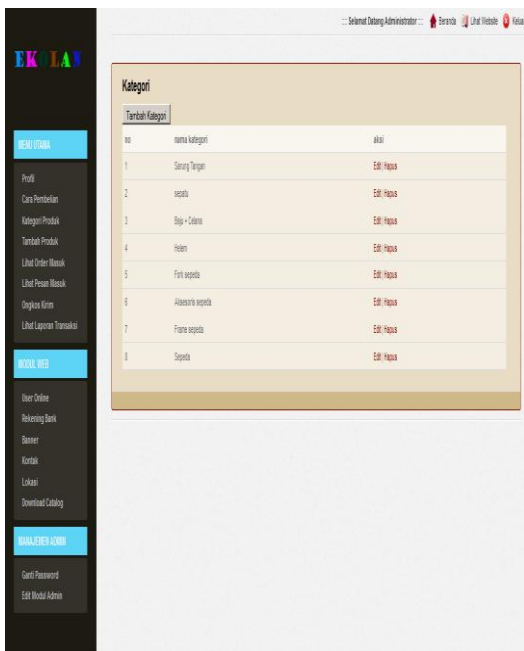 ::: Selamat Datang Administrator ::: Beranda Lihat Website Kelua
EKOLAN
Kategori
Tambah Kategori
no nama kategori aksi
1 Sarung Tangan Edit | Hapus
2 sepatu Edit | Hapus
3 Baju + Celana Edit | Hapus
4 Helem Edit | Hapus
5 Fork sepeda Edit | Hapus
6 Aksesoris sepeda Edit | Hapus
7 Frame sepeda Edit | Hapus
8 Sepeda Edit | Hapus
MENU UTAMA
Profil
Cara Pembelian
Kategori Produk
Tambah Produk
Lihat Order Masuk
Lihat Pesan Masuk
Ongkos Kirim
Lihat Laporan Transaksi
MODUL WEB
User Online
Rekening Bank
Banner
Kontak
Lokasi
Download Catalog
MANAJEMEN ADMIN
Ganti Password
Edit Modul Admin